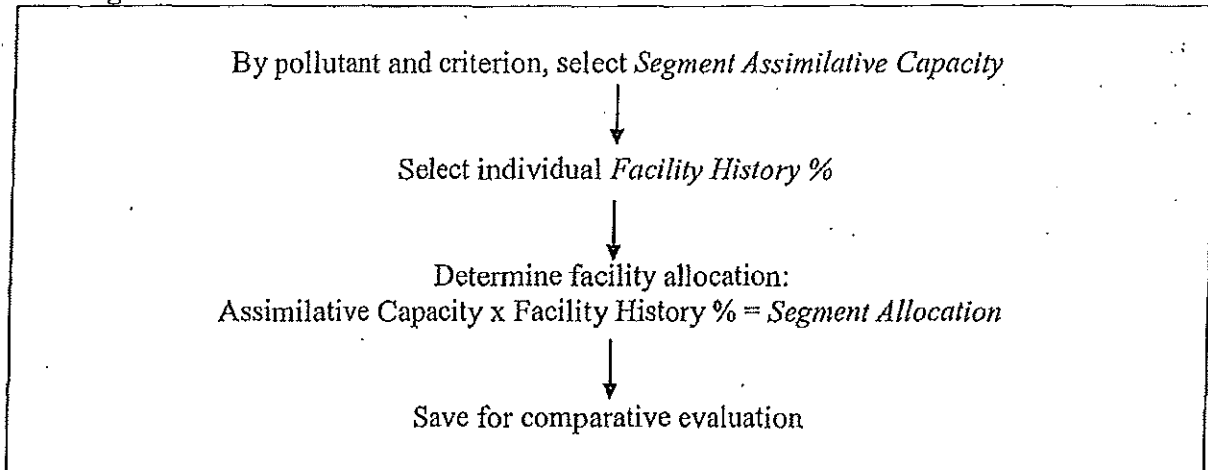 By pollutant and criterion, select Segment Assimilative Capacity
Select individual Facility History %
Determine facility allocation:
Assimilative Capacity x Facility History % = Segment Allocation
Save for comparative evaluation